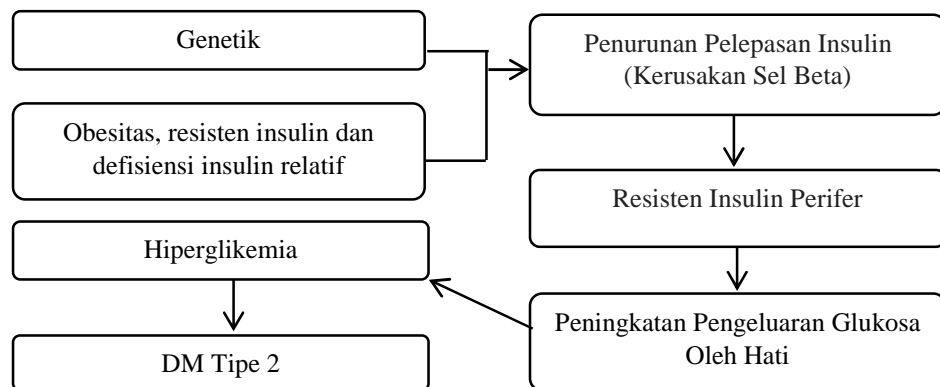 Genetik
Obesitas, resisten insulin dan
defisiensi insulin relatif
Penurunan Pelepasan Insulin
(Kerusakan Sel Beta)
Resisten Insulin Perifer
Peningkatan Pengeluaran Glukosa
Oleh Hati
Hiperglikemia
DM Tipe 2